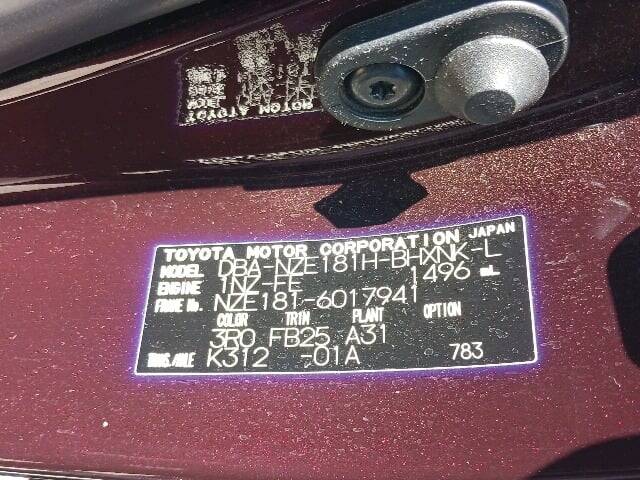 TOYOTA MOTOR CORPORATION JAPAN
MODEL DBA-NZE181H-BHXNK-L
ENGINE 1NZ-FE 1496 mL
FRAME No. NZE181-6017941
COLOR TRIM PLANT OPTION
3R0 FB25 A31
TRNS./AXLE K312 -01A 783